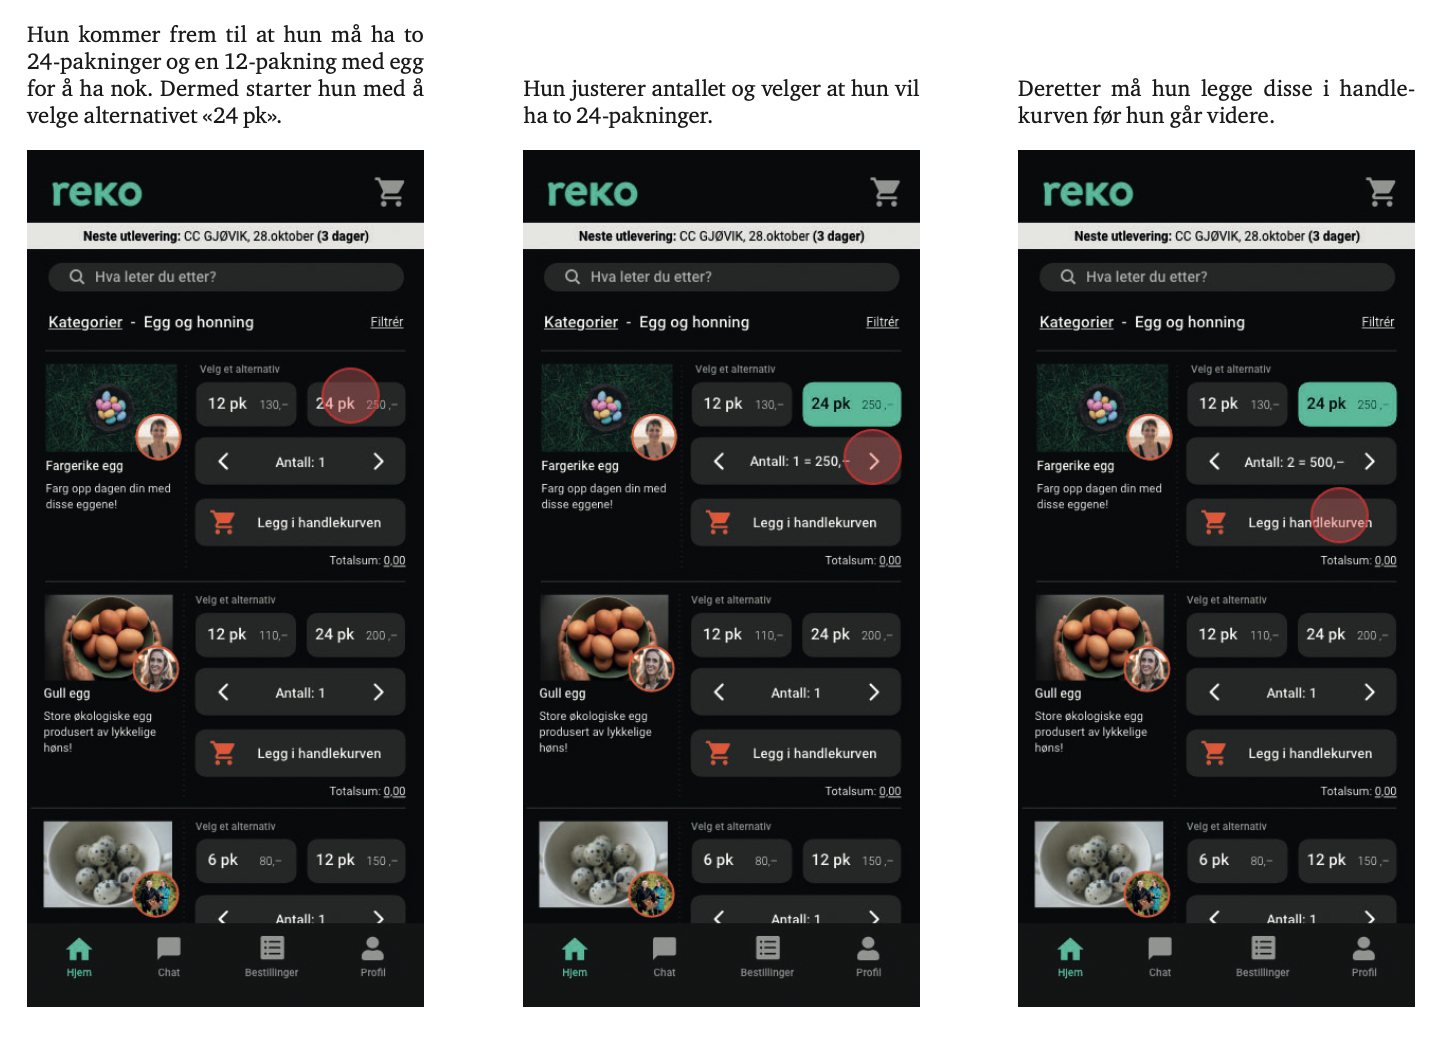 Hun kommer frem til at hun må ha to
24-pakninger og en 12-pakning med egg
for å ha nok. Dermed starter hun med å
velge alternativet «24 pk».
reko
Neste utlevering: CC GJØVIK, 28.oktober (3 dager)
Hva leter du etter?
Kategorier - Egg og honning Filtrér
Velg et alternativ
12 pk 130,– 24 pk 250,–
Antall: 1
Fargerike egg
Farg opp dagen din med
disse eggene!
Legg i handlekurven
Totalsum: 0,00
Velg et alternativ
12 pk 110,– 24 pk 200,–
Antall: 1
Gull egg
Store økologiske egg
produsert av lykkelige
høns!
Legg i handlekurven
Totalsum: 0,00
Velg et alternativ
6 pk 80,– 12 pk 150,–
Antall: 1
Hjem Chat Bestillinger Profil
Hun justerer antallet og velger at hun vil
ha to 24-pakninger.
reko
Neste utlevering: CC GJØVIK, 28.oktober (3 dager)
Hva leter du etter?
Kategorier - Egg og honning Filtrér
Velg et alternativ
12 pk 130,– 24 pk 250,–
Antall: 1 = 250,–
Fargerike egg
Farg opp dagen din med
disse eggene!
Legg i handlekurven
Totalsum: 0,00
Velg et alternativ
12 pk 110,– 24 pk 200,–
Antall: 1
Gull egg
Store økologiske egg
produsert av lykkelige
høns!
Legg i handlekurven
Totalsum: 0,00
Velg et alternativ
6 pk 80,– 12 pk 150,–
Antall: 1
Hjem Chat Bestillinger Profil
Deretter må hun legge disse i handle-
kurven før hun går videre.
reko
Neste utlevering: CC GJØVIK, 28.oktober (3 dager)
Hva leter du etter?
Kategorier - Egg og honning Filtrér
Velg et alternativ
12 pk 130,– 24 pk 250,–
Antall: 2 = 500,–
Fargerike egg
Farg opp dagen din med
disse eggene!
Legg i handlekurven
Totalsum: 0,00
Velg et alternativ
12 pk 110,– 24 pk 200,–
Antall: 1
Gull egg
Store økologiske egg
produsert av lykkelige
høns!
Legg i handlekurven
Totalsum: 0,00
Velg et alternativ
6 pk 80,– 12 pk 150,–
Antall: 1
Hjem Chat Bestillinger Profil